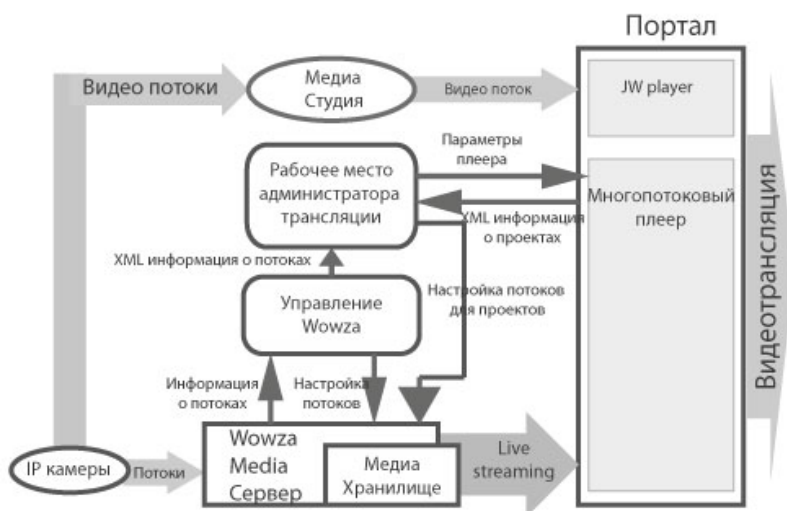 Портал
Видео потоки
Медиа
Студия
Видео поток
JW player
Параметры
плеера
Рабочее место
администратора
трансляции
Многопотоковый
плеер
XML информация
о проектах
XML информация о потоках
Управление
Wowza
Настройка потоков
для проектов
Информация
о потоках
Настройка
потоков
Видеотрансляция
IP камеры
Потоки
Wowza
Media
Сервер
Медиа
Хранилище
Live
streaming